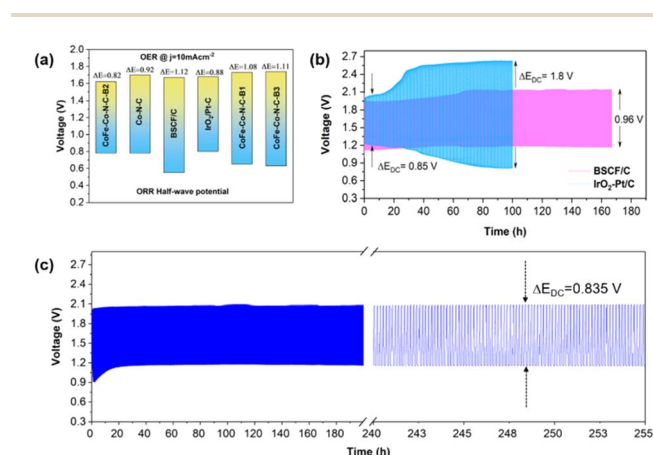 (a)
2.0
1.8
1.6
1.4
1.2
1.0
0.8
0.6
0.4
0.2
Voltage (V)
OER @ j=10mAcm-2
ΔE=0.82
ΔE=0.92
ΔE=1.12
ΔE=0.88
ΔE=1.08
ΔE=1.11
CoFe-Co-N-C-B2
Co-N-C
BSCF/C
IrO2/Pt-C
CoFe-Co-N-C-B1
CoFe-Co-N-C-B3
ORR Half-wave potential
(b)
2.7
2.4
2.1
1.8
1.5
1.2
0.9
0.6
0.3
Voltage (V)
ΔEDC= 1.8 V
0.96 V
ΔEDC= 0.85 V
BSCF/C
IrO2-Pt/C
0 20 40 60 80 100 120 140 160 180
Time (h)
(c)
2.7
2.4
2.1
1.8
1.5
1.2
0.9
0.6
0.3
Voltage (V)
ΔEDC=0.835 V
0 20 40 60 80 100 120 140 160 180 240 243 245 248 250 253 255
Time (h)